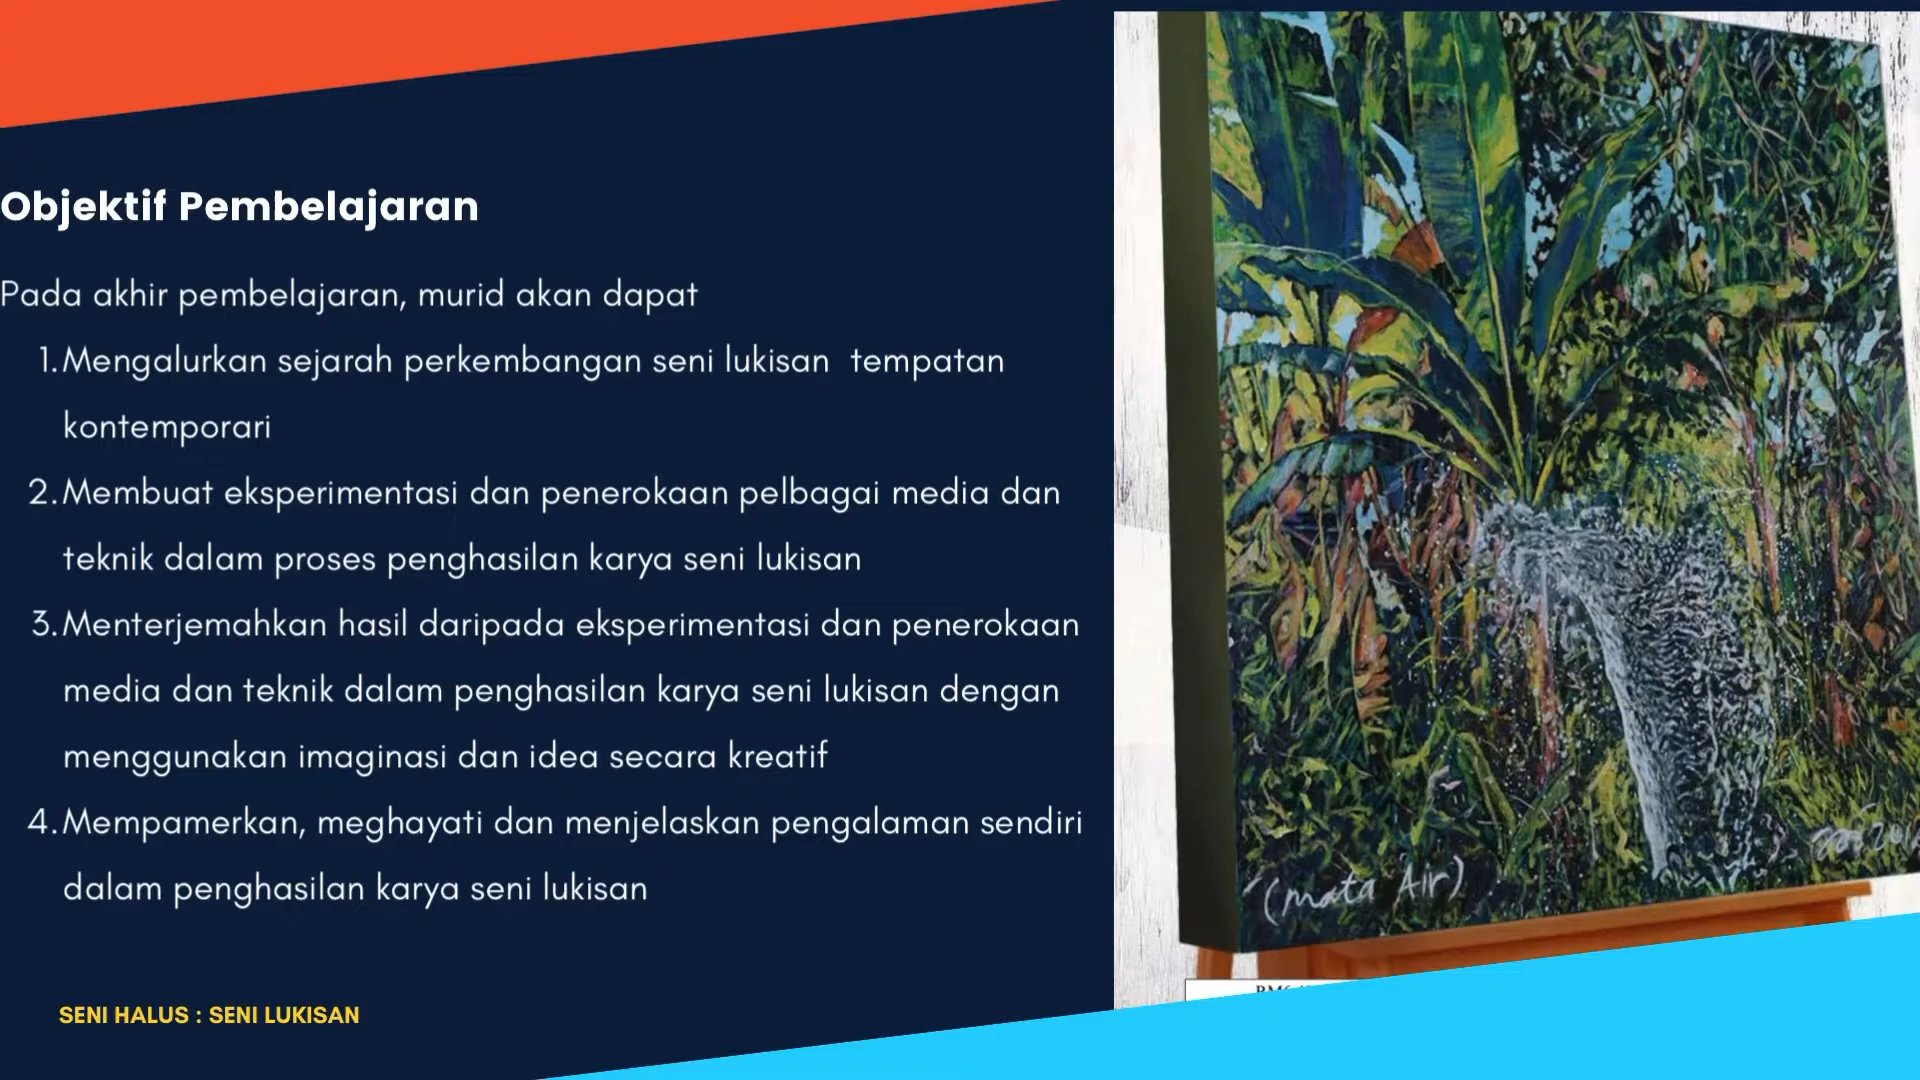 Objektif Pembelajaran
Pada akhir pembelajaran, murid akan dapat
1. Mengalurkan sejarah perkembangan seni lukisan tempatan
kontemporari
2. Membuat eksperimentasi dan penerokaan pelbagai media dan
teknik dalam proses penghasilan karya seni lukisan
3. Menterjemahkan hasil daripada eksperimentasi dan penerokaan
media dan teknik dalam penghasilan karya seni lukisan dengan
menggunakan imaginasi dan idea secara kreatif
4. Mempamerkan, meghayati dan menjelaskan pengalaman sendiri
dalam penghasilan karya seni lukisan
(mata Air)
SENI HALUS : SENI LUKISAN